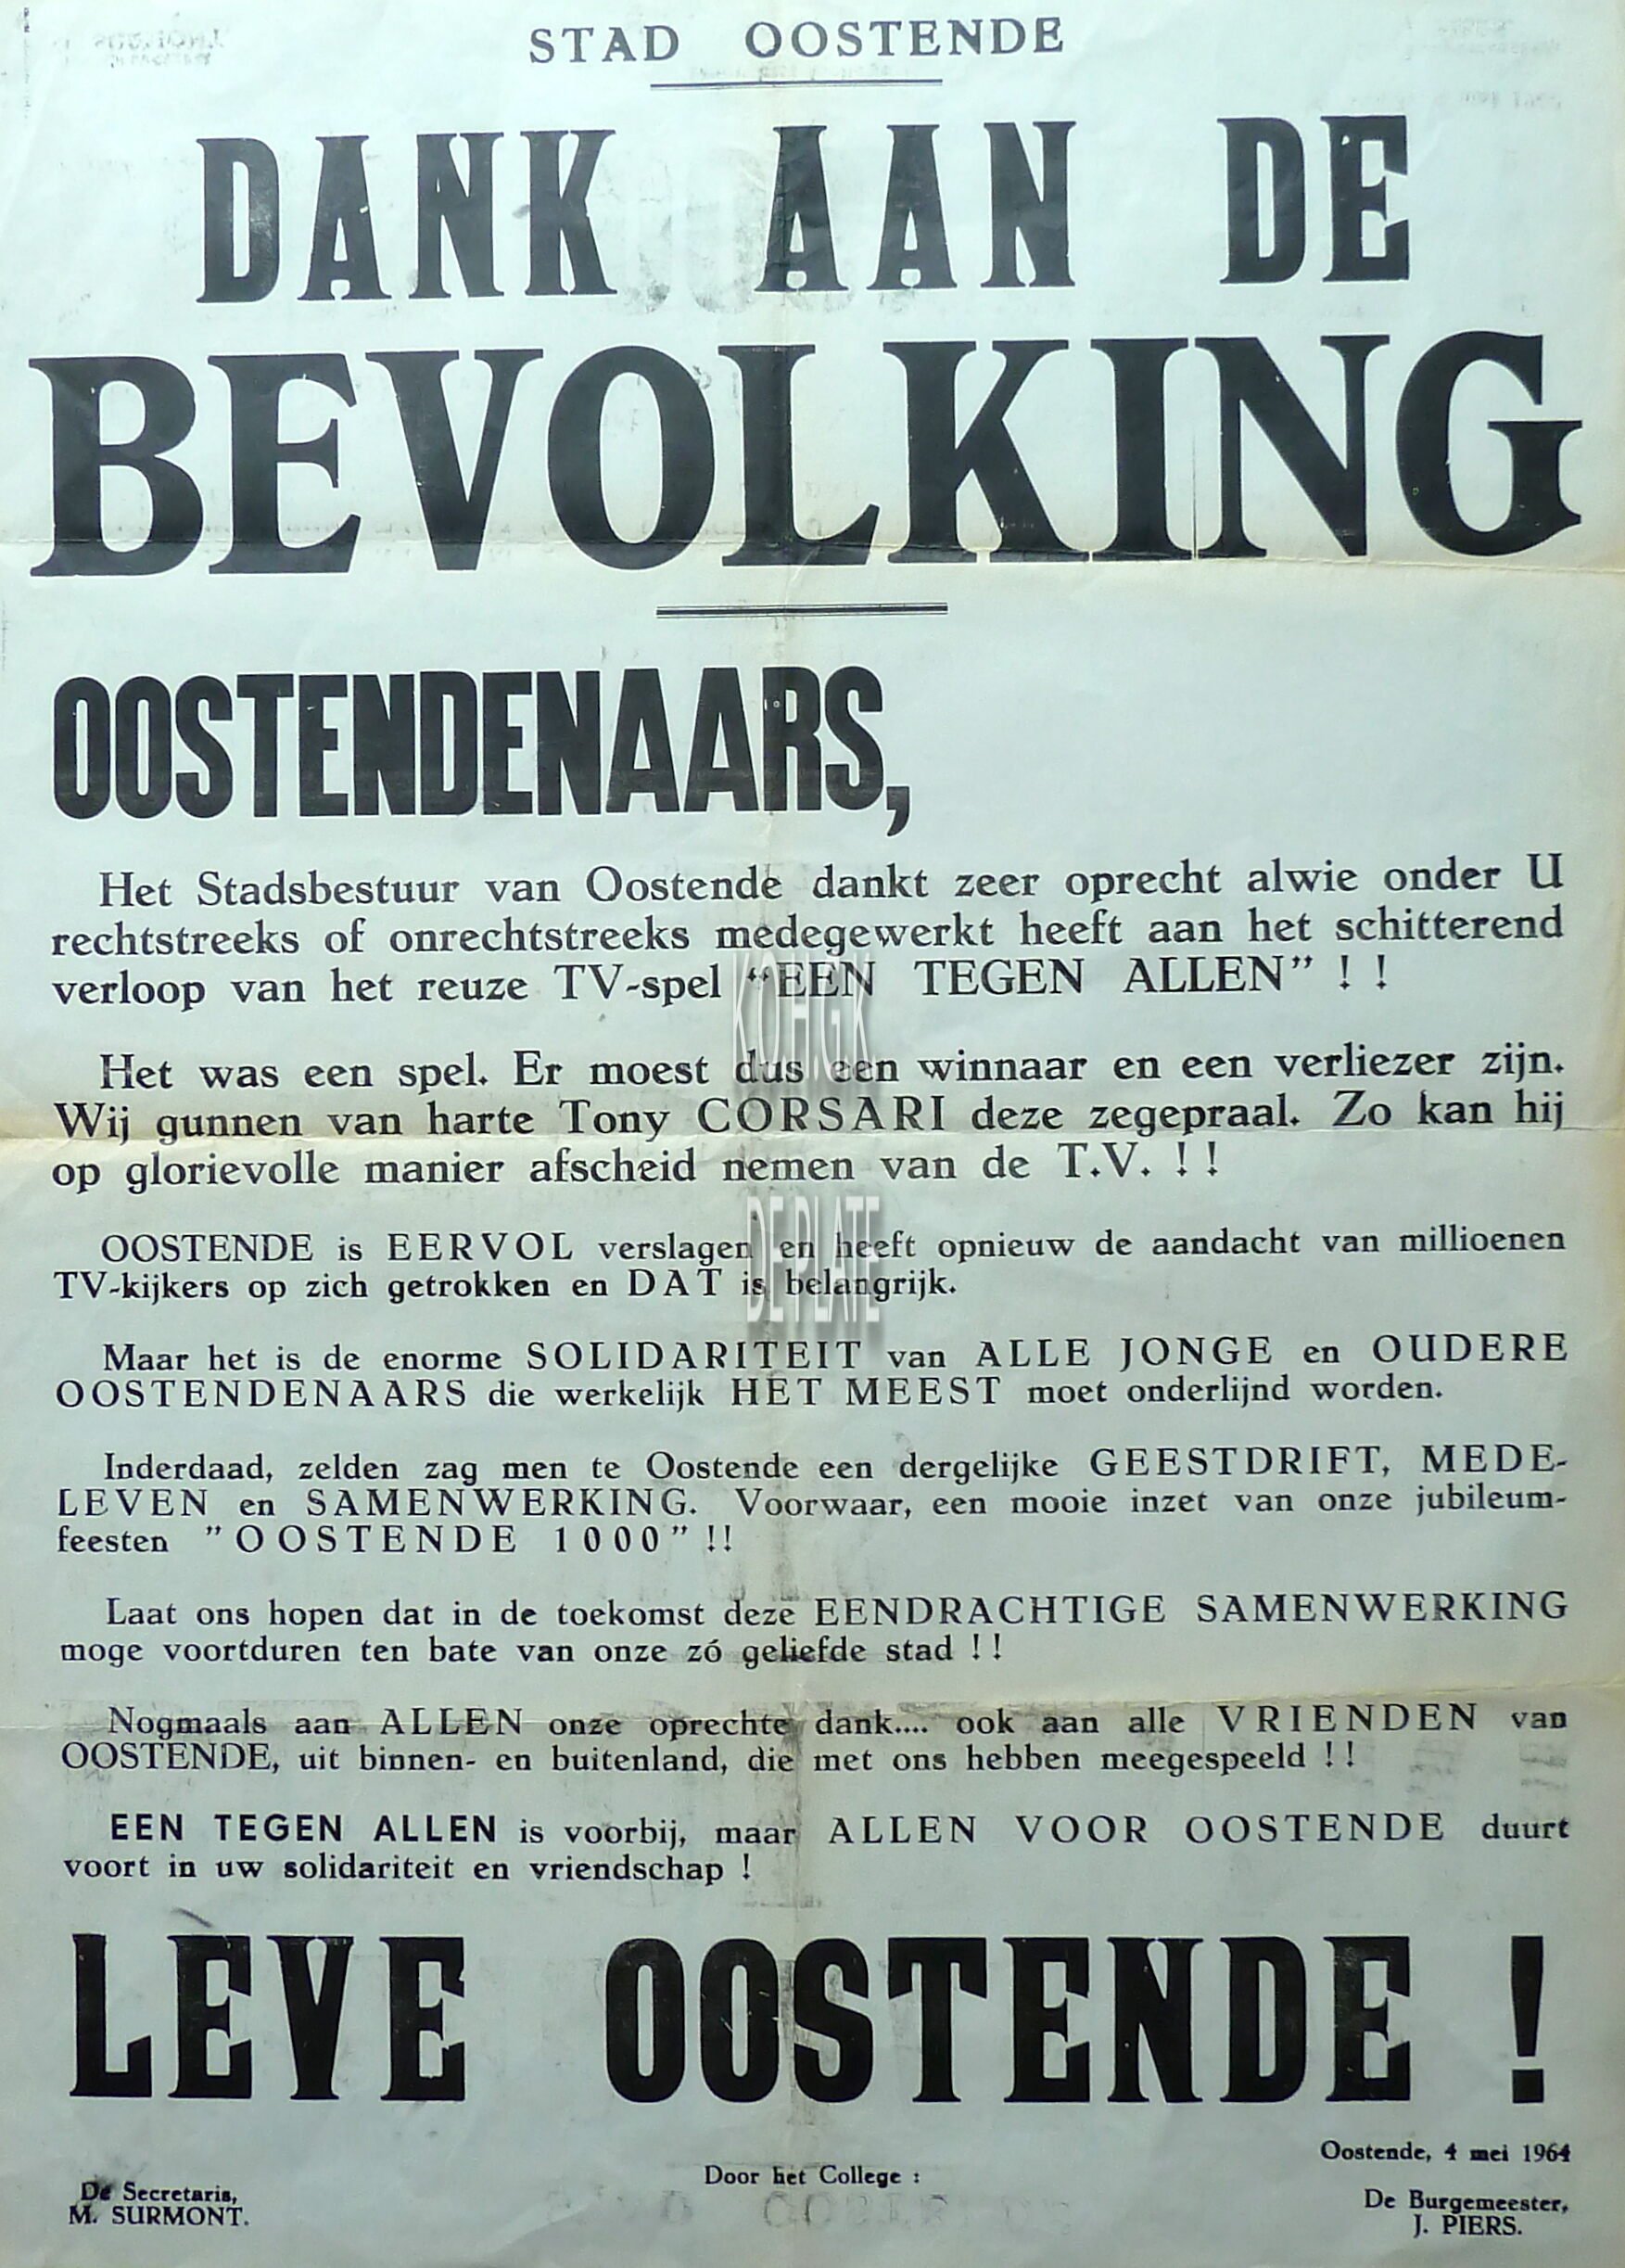 STAD OOSTENDE
DANK AAN DE
BEVOLKING
OOSTENDENAARS,
Het Stadsbestuur van Oostende dankt zeer oprecht alwie onder U
rechtstreeks of onrechtstreeks medegewerkt heeft aan het schitterend
verloop van het reuze TV-spel “EEN TEGEN ALLEN” ! !
Het was een spel. Er moest dus een winnaar en een verliezer zijn.
Wij gunnen van harte Tony CORSARI deze zegepraal. Zo kan hij
op glorievolle manier afscheid nemen van de T.V. ! !
OOSTENDE is EERVOL verslagen en heeft opnieuw de aandacht van millioenen
TV-kijkers op zich getrokken en DAT is belangrijk.
Maar het is de enorme SOLIDARITEIT van ALLE JONGE en OUDERE
OOSTENDENAARS die werkelijk HET MEEST moet onderlijnd worden.
Inderdaad, zelden zag men te Oostende een dergelijke GEESTDRIFT, MEDE-
LEVEN en SAMENWERKING. Voorwaar, een mooie inzet van onze jubileum-
feesten ”OOSTENDE 1000” !!
Laat ons hopen dat in de toekomst deze EENDRACHTIGE SAMENWERKING
moge voortduren ten bate van onze zó geliefde stad ! !
Nogmaals aan ALLEN onze oprechte dank.... ook aan alle VRIENDEN van
OOSTENDE, uit binnen- en buitenland, die met ons hebben meegespeeld ! !
EEN TEGEN ALLEN is voorbij, maar ALLEN VOOR OOSTENDE duurt
voort in uw solidariteit en vriendschap !
LEVE OOSTENDE !
Oostende, 4 mei 1964
Door het College :
De Secretaris,
M. SURMONT.
De Burgemeester,
J. PIERS.
K.O.H.G.K.
DE PLATE